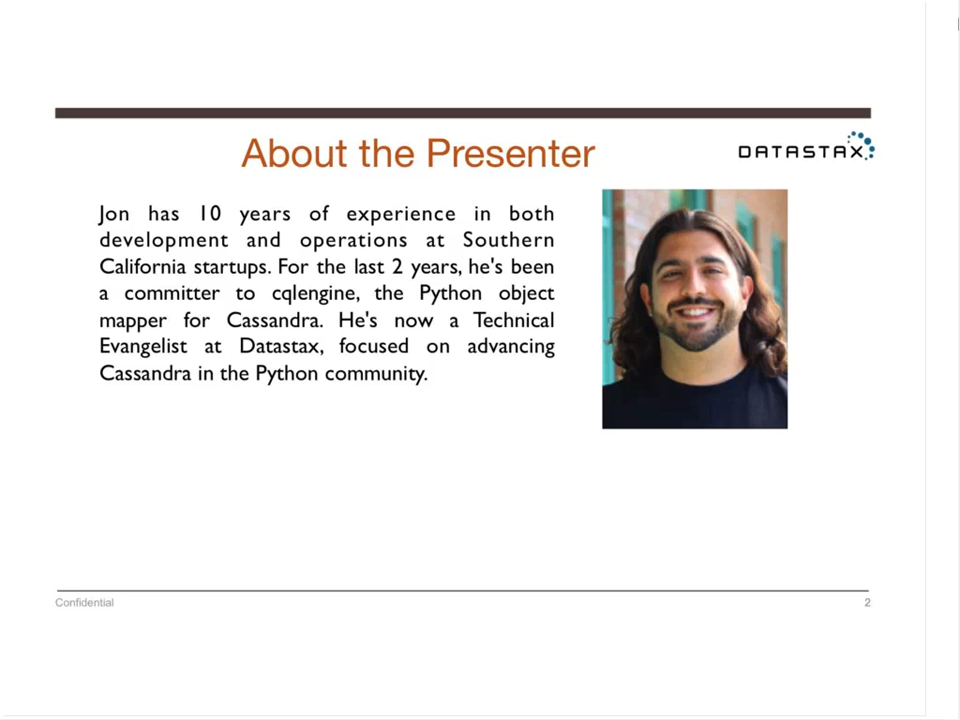 About the Presenter
DATASTAX
Jon has 10 years of experience in both
development and operations at Southern
California startups. For the last 2 years, he's been
a committer to cqlengine, the Python object
mapper for Cassandra. He's now a Technical
Evangelist at Datastax, focused on advancing
Cassandra in the Python community.
Confidential
2